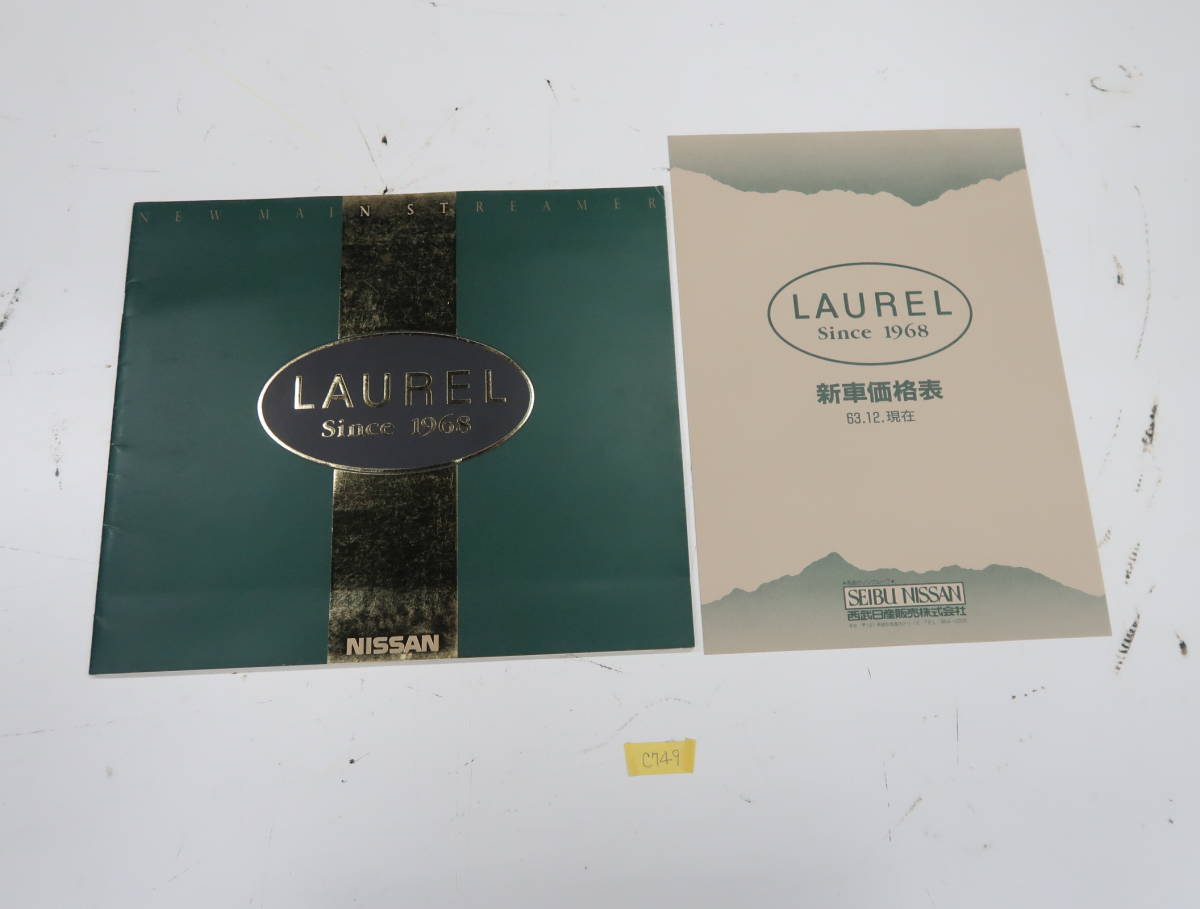 NEW MAIN STREAMER
LAUREL
Since 1968
NISSAN
LAUREL
Since 1968
新車価格表
63.12.現在
SEIBU NISSAN
西武日産販売株式会社
C749